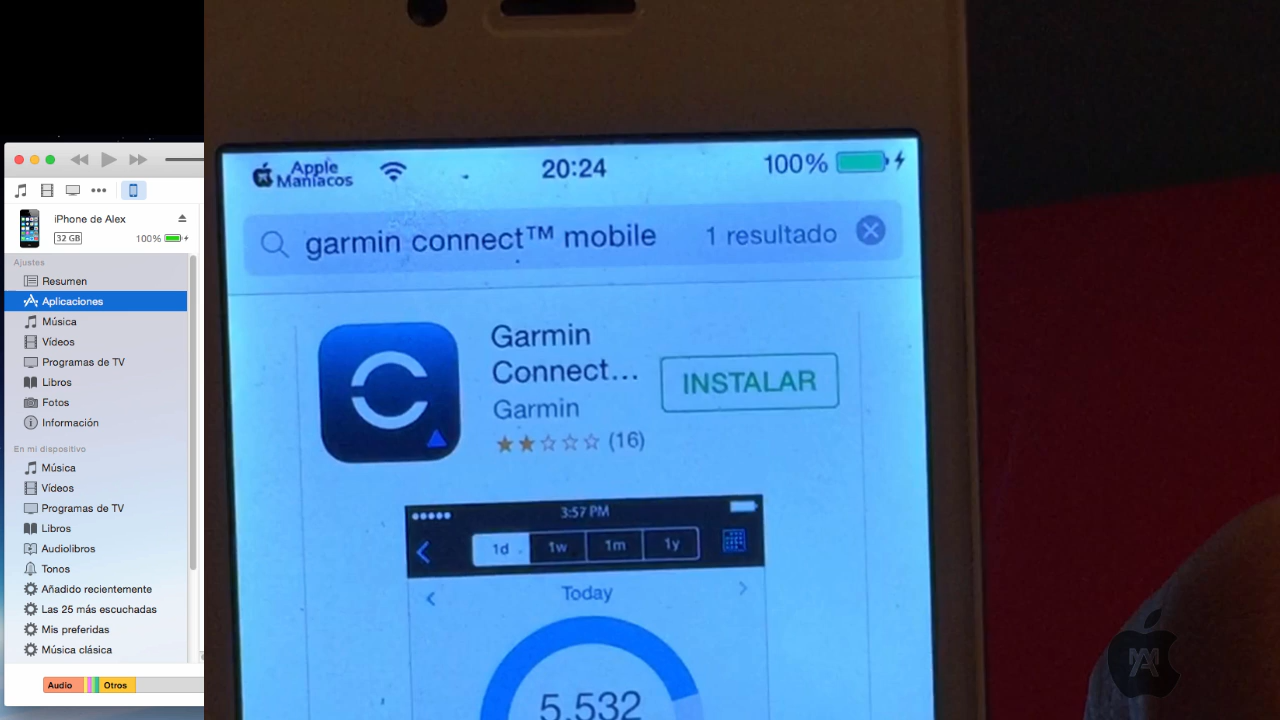 iPhone de Alex
32 GB
100%
Ajustes
Resumen
Aplicaciones
Música
Vídeos
Programas de TV
Libros
Fotos
Información
En mi dispositivo
Música
Vídeos
Programas de TV
Libros
Audiolibros
Tonos
Añadido recientemente
Las 25 más escuchadas
Mis preferidas
Música clásica
Audio
Otros
Apple
Maníacos
20:24
100%
garmin connect™ mobile
1 resultado
Garmin
Connect...
Garmin
(16)
INSTALAR
3:57 PM
1d 1w 1m 1y
Today
5,532